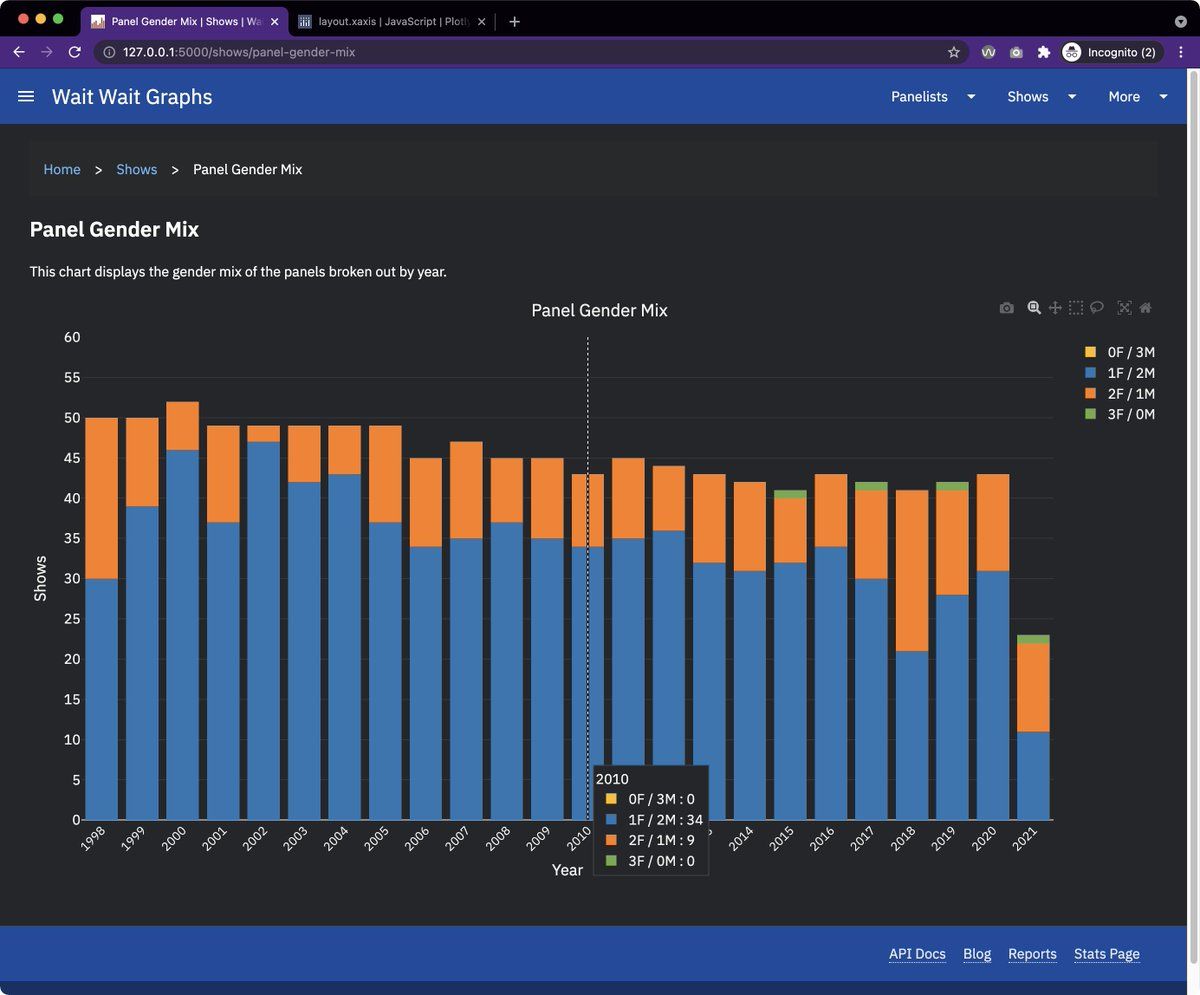 Panel Gender Mix | Shows | Wai
layout.xaxis | JavaScript | Plotly
127.0.0.1:5000/shows/panel-gender-mix
Incognito (2)
Wait Wait Graphs
Panelists
Shows
More
Home > Shows > Panel Gender Mix
Panel Gender Mix
This chart displays the gender mix of the panels broken out by year.
Panel Gender Mix
0F / 3M
1F / 2M
2F / 1M
3F / 0M
60
55
50
45
40
35
30
25
20
15
10
5
0
Shows
2010
0F / 3M : 0
1F / 2M : 34
2F / 1M : 9
3F / 0M : 0
1998
1999
2000
2001
2002
2003
2004
2005
2006
2007
2008
2009
2010
2014
2015
2016
2017
2018
2019
2020
2021
Year
API Docs
Blog
Reports
Stats Page